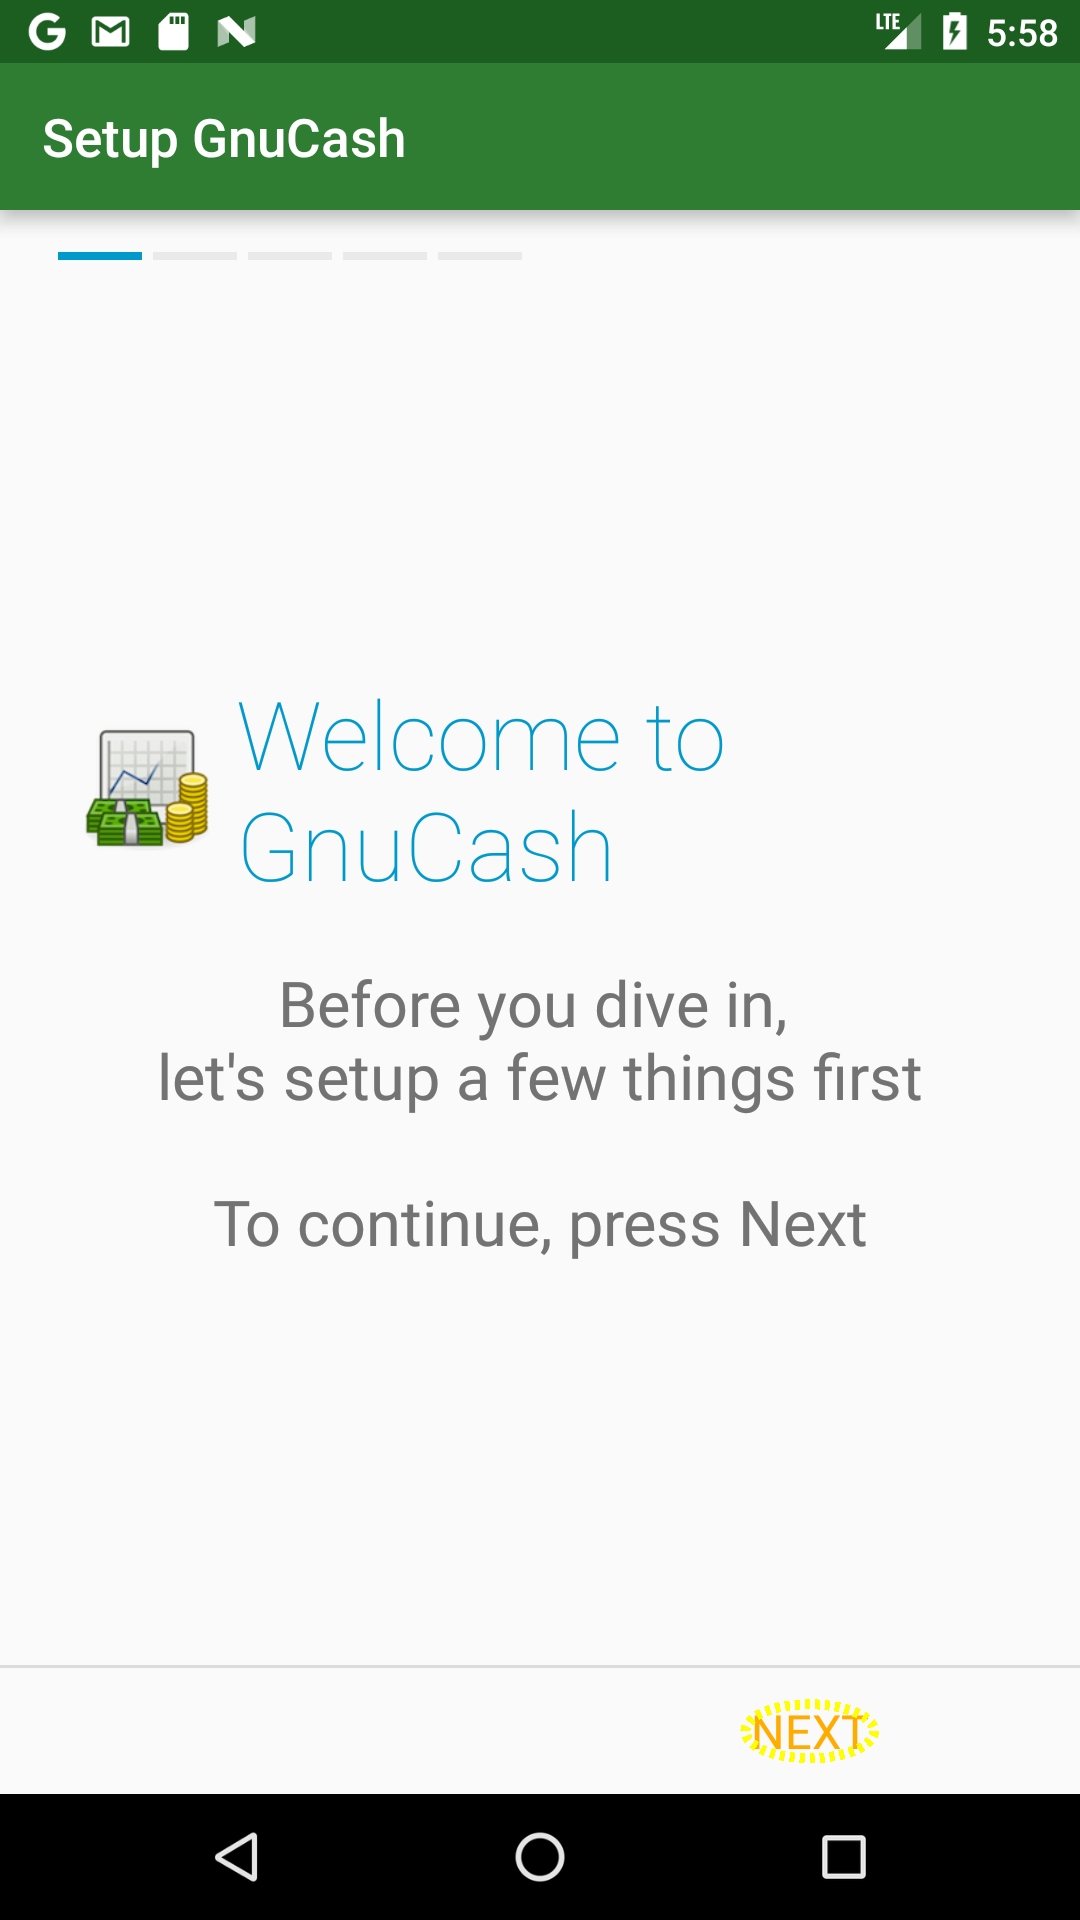 LTE 5:58
Setup GnuCash
Welcome to
GnuCash
Before you dive in,
let's setup a few things first
To continue, press Next
NEXT